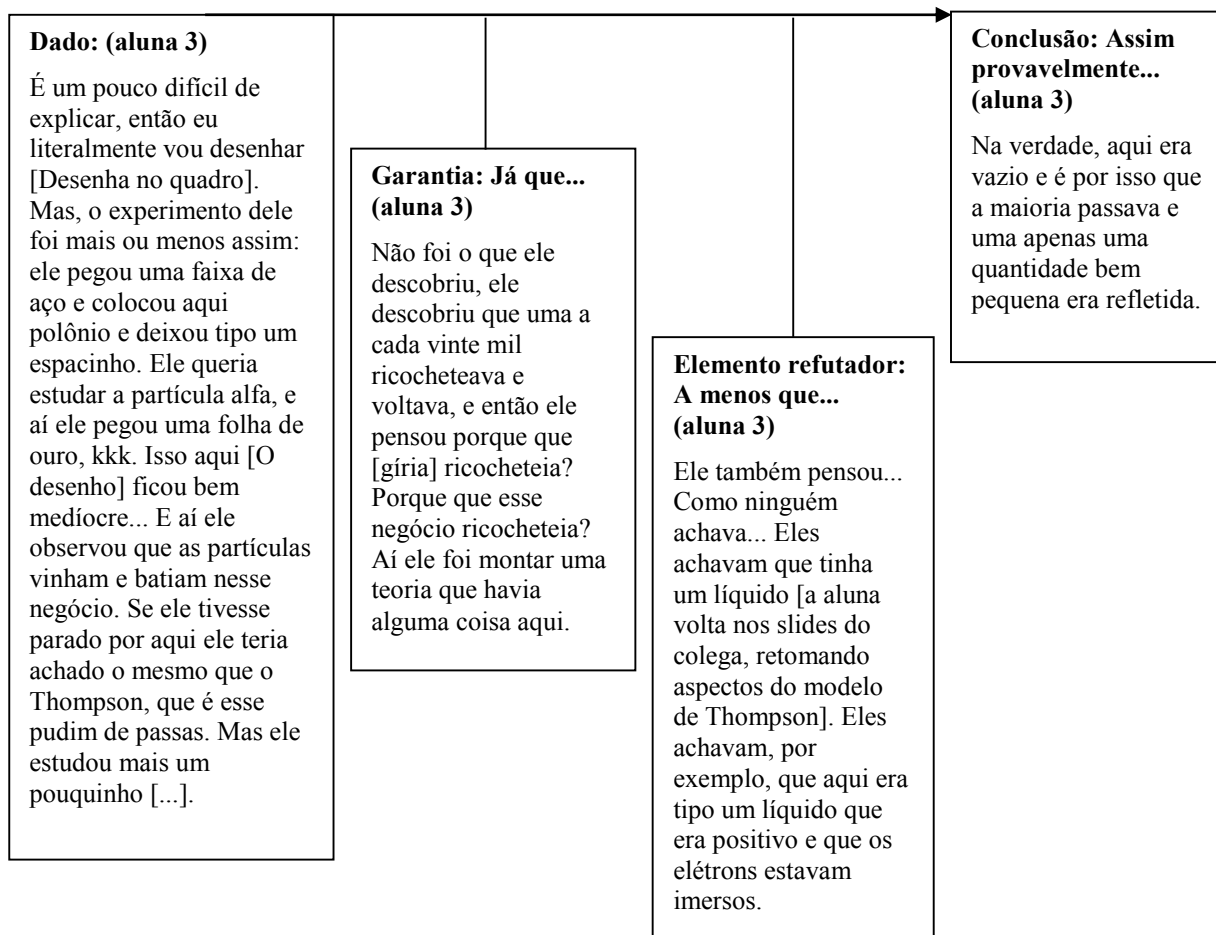 Dado: (aluna 3)
É um pouco difícil de
explicar, então eu
literalmente vou desenhar
[Desenha no quadro].
Mas, o experimento dele
foi mais ou menos assim:
ele pegou uma faixa de
aço e colocou aqui
polônio e deixou tipo um
espacinho. Ele queria
estudar a partícula alfa, e
aí ele pegou uma folha de
ouro, kkk. Isso aqui [O
desenho] ficou bem
medíocre... E aí ele
observou que as partículas
vinham e batiam nesse
negócio. Se ele tivesse
parado por aqui ele teria
achado o mesmo que o
Thompson, que é esse
pudim de passas. Mas ele
estudou mais um
pouquinho [...].
Garantia: Já que...
(aluna 3)
Não foi o que ele
descobriu, ele
descobriu que uma a
cada vinte mil
ricocheteava e
voltava, e então ele
pensou porque que
[gíria] ricocheteia?
Porque que esse
negócio ricocheteia?
Aí ele foi montar uma
teoria que havia
alguma coisa aqui.
Elemento refutador:
A menos que...
(aluna 3)
Ele também pensou...
Como ninguém
achava... Eles
achavam que tinha
um líquido [a aluna
volta nos slides do
colega, retomando
aspectos do modelo
de Thompson]. Eles
achavam, por
exemplo, que aqui era
tipo um líquido que
era positivo e que os
elétrons estavam
imersos.
Conclusão: Assim
provavelmente...
(aluna 3)
Na verdade, aqui era
vazio e é por isso que
a maioria passava e
uma apenas uma
quantidade bem
pequena era refletida.